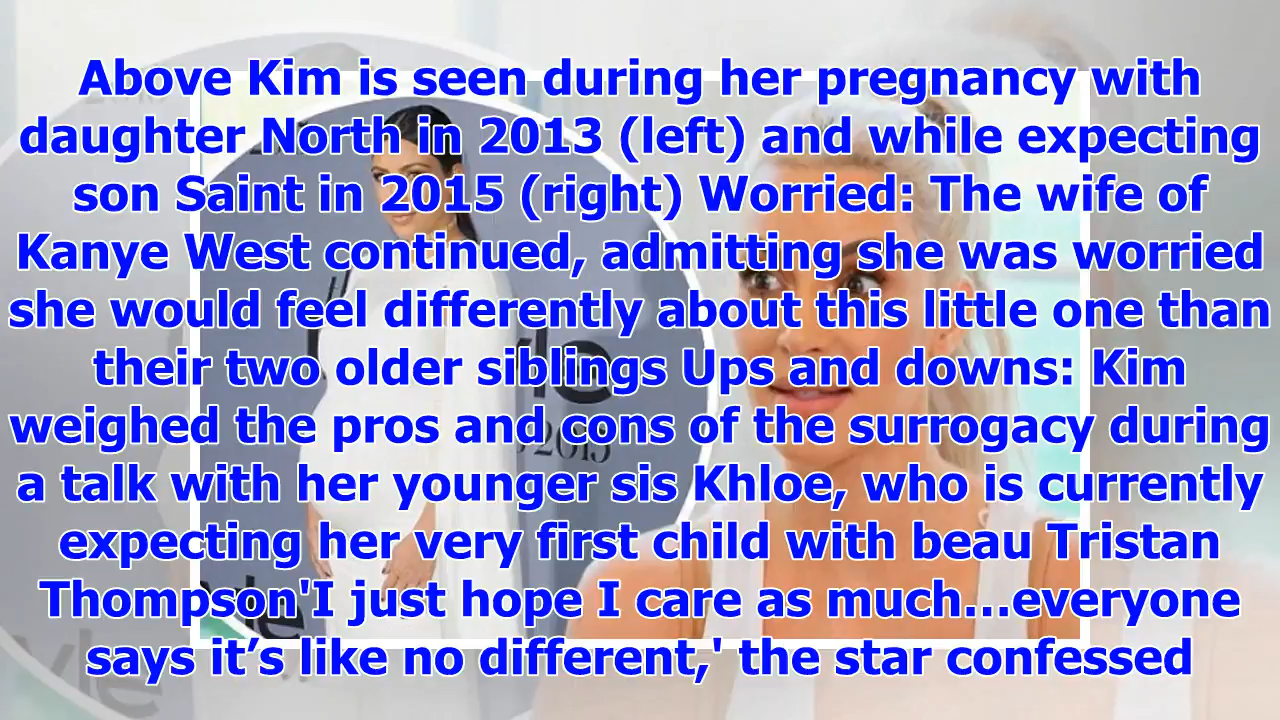 Above Kim is seen during her pregnancy with
daughter North in 2013 (left) and while expecting
son Saint in 2015 (right) Worried: The wife of
Kanye West continued, admitting she was worried
she would feel differently about this little one than
their two older siblings Ups and downs: Kim
weighed the pros and cons of the surrogacy during
a talk with her younger sis Khloe, who is currently
expecting her very first child with beau Tristan
Thompson'I just hope I care as much…everyone
says it’s like no different,' the star confessed
2015